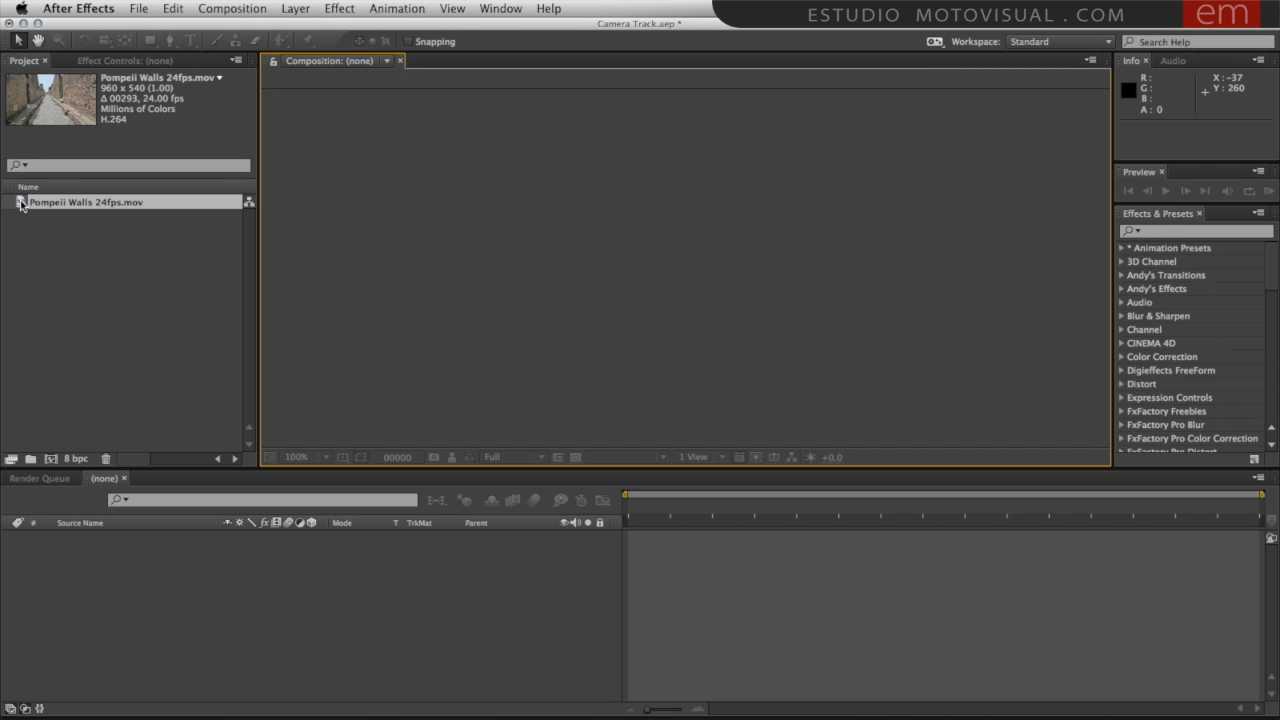 After Effects File Edit Composition Layer Effect Animation View Window Help
ESTUDIO MOTOVISUAL . COM em
Camera Track.aep *
Snapping
Workspace: Standard
Search Help
Project
Effect Controls: (none)
Composition: (none)
Info
Audio
Pompeii Walls 24fps.mov
960 x 540 (1.00)
Δ 00293, 24.00 fps
Millions of Colors
H.264
R :
G :
B :
A : 0
X : -37
Y : 260
Name
Pompeii Walls 24fps.mov
Preview
Effects & Presets
* Animation Presets
3D Channel
Andy's Transitions
Andy's Effects
Audio
Blur & Sharpen
Channel
CINEMA 4D
Color Correction
Digieffects FreeForm
Distort
Expression Controls
FxFactory Freebies
FxFactory Pro Blur
FxFactory Pro Color Correction
FxFactory Pro Distort
8 bpc
100%
00000
Full
1 View
+0.0
Render Queue
(none)
# Source Name
fx
Mode
T TrkMat
Parent